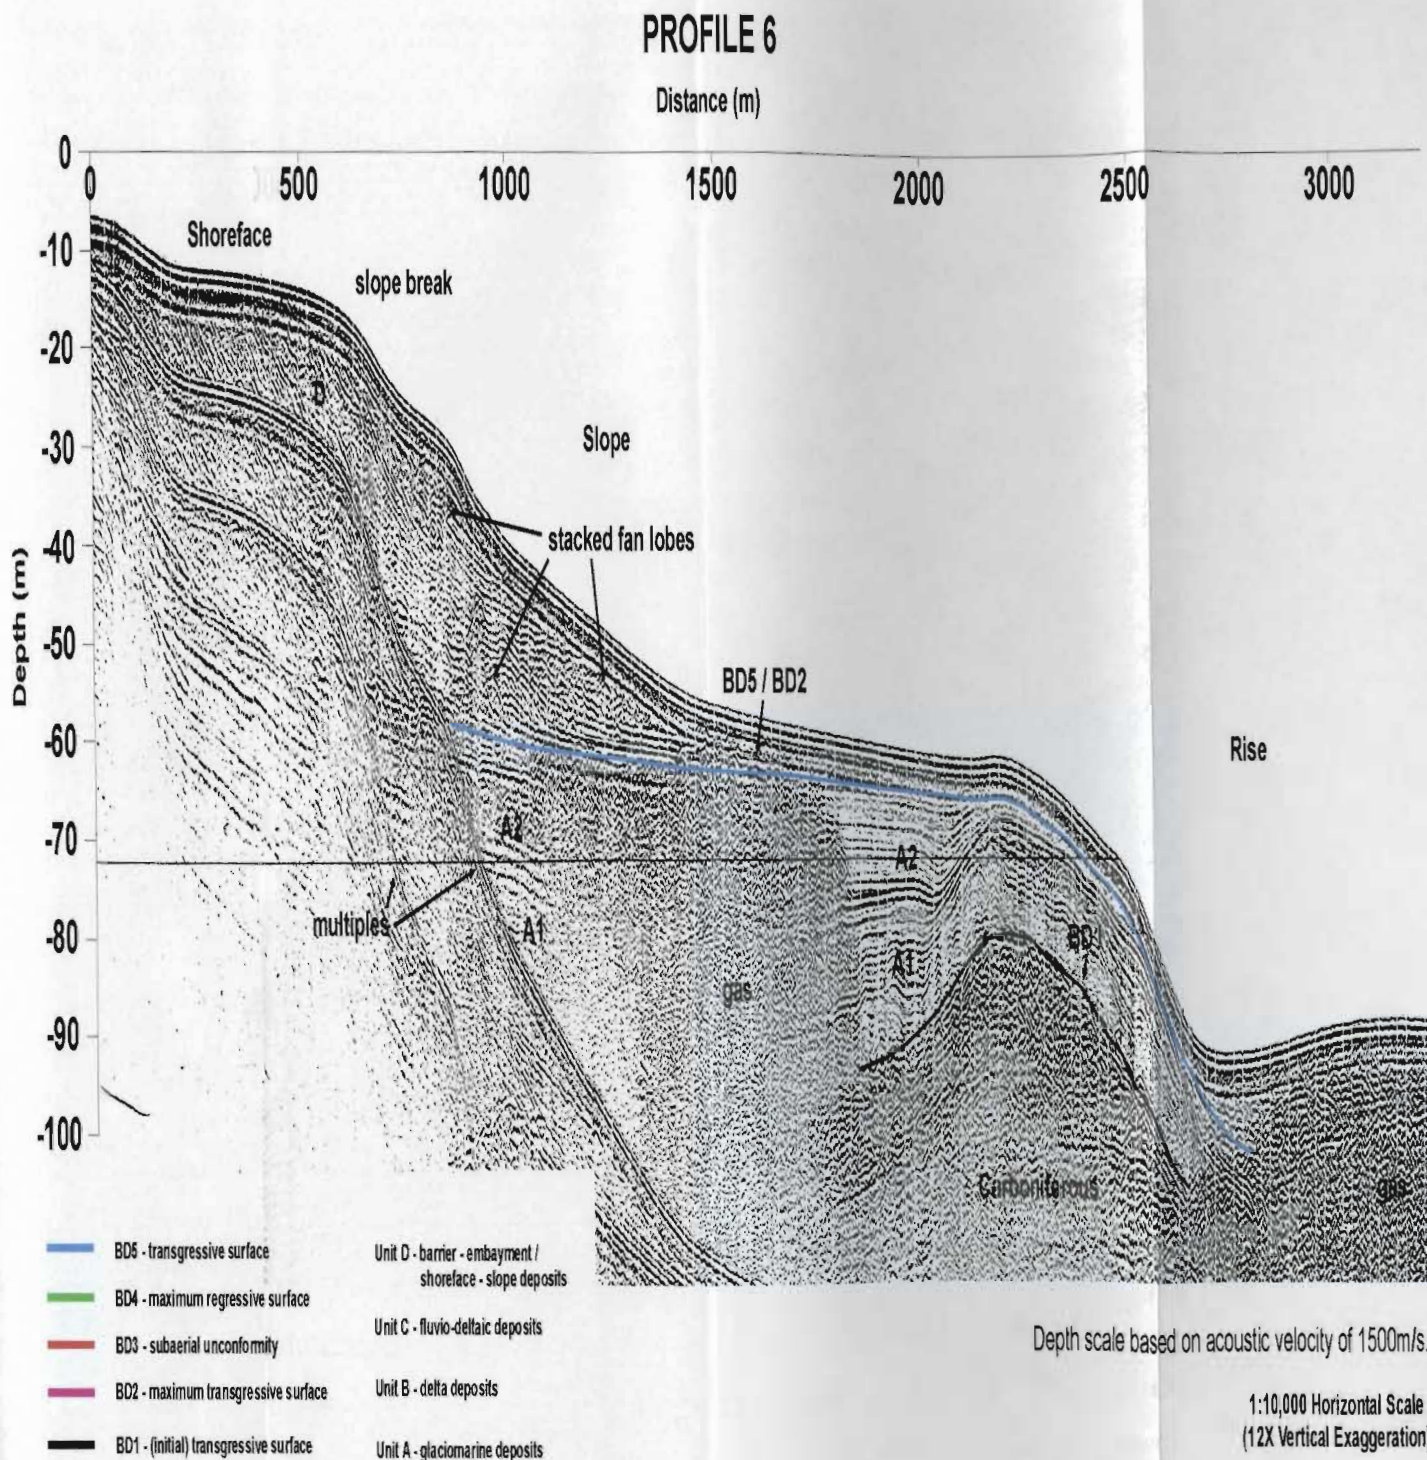 PROFILE 6
Distance (m)
0
0
500
1000
1500
2000
2500
3000
-10
-20
-30
-40
-50
-60
-70
-80
-90
-100
Depth (m)
Shoreface
slope break
D
Slope
stacked fan lobes
BD5 / BD2
Rise
A2
A2
multiples
A1
A1
BD1
gas
Carboniferous
gas
BD5 - transgressive surface
BD4 - maximum regressive surface
BD3 - subaerial unconformity
BD2 - maximum transgressive surface
BD1 - (initial) transgressive surface
Unit D - barrier - embayment /
shoreface - slope deposits
Unit C - fluvio-deltaic deposits
Unit B - delta deposits
Unit A - glaciomarine deposits
Depth scale based on acoustic velocity of 1500m/s.
1:10,000 Horizontal Scale
(12X Vertical Exaggeration)